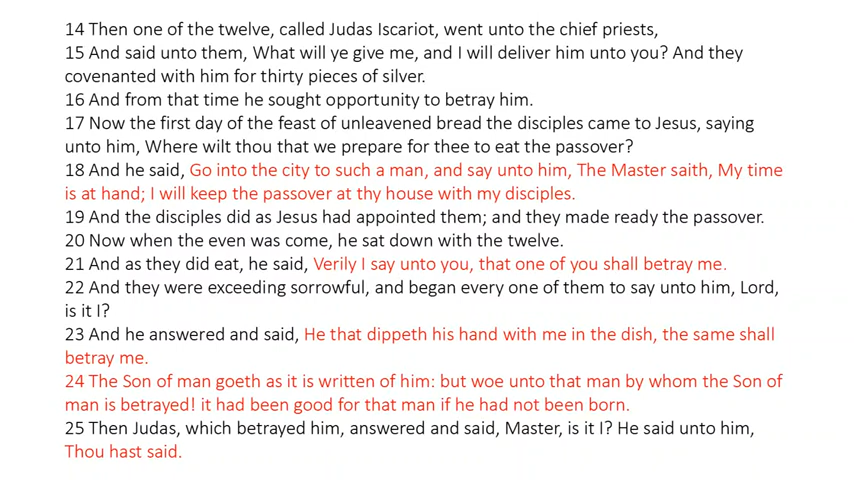 14 Then one of the twelve, called Judas Iscariot, went unto the chief priests,
15 And said unto them, What will ye give me, and I will deliver him unto you? And they
covenanted with him for thirty pieces of silver.
16 And from that time he sought opportunity to betray him.
17 Now the first day of the feast of unleavened bread the disciples came to Jesus, saying
unto him, Where wilt thou that we prepare for thee to eat the passover?
18 And he said, Go into the city to such a man, and say unto him, The Master saith, My time
is at hand; I will keep the passover at thy house with my disciples.
19 And the disciples did as Jesus had appointed them; and they made ready the passover.
20 Now when the even was come, he sat down with the twelve.
21 And as they did eat, he said, Verily I say unto you, that one of you shall betray me.
22 And they were exceeding sorrowful, and began every one of them to say unto him, Lord,
is it I?
23 And he answered and said, He that dippeth his hand with me in the dish, the same shall
betray me.
24 The Son of man goeth as it is written of him: but woe unto that man by whom the Son of
man is betrayed! it had been good for that man if he had not been born.
25 Then Judas, which betrayed him, answered and said, Master, is it I? He said unto him,
Thou hast said.